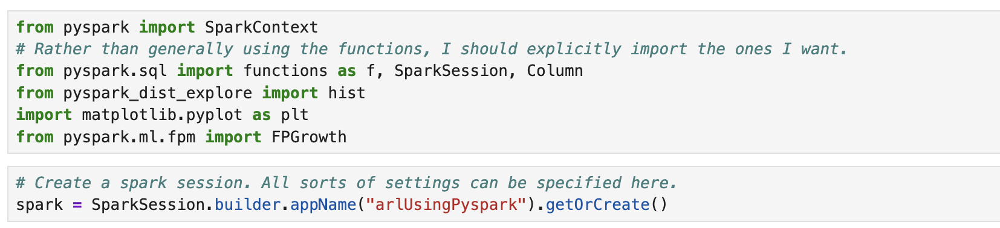 from pyspark import SparkContext
# Rather than generally using the functions, I should explicitly import the ones I want.
from pyspark.sql import functions as f, SparkSession, Column
from pyspark_dist_explore import hist
import matplotlib.pyplot as plt
from pyspark.ml.fpm import FPGrowth
# Create a spark session. All sorts of settings can be specified here.
spark = SparkSession.builder.appName("arlUsingPyspark").getOrCreate()